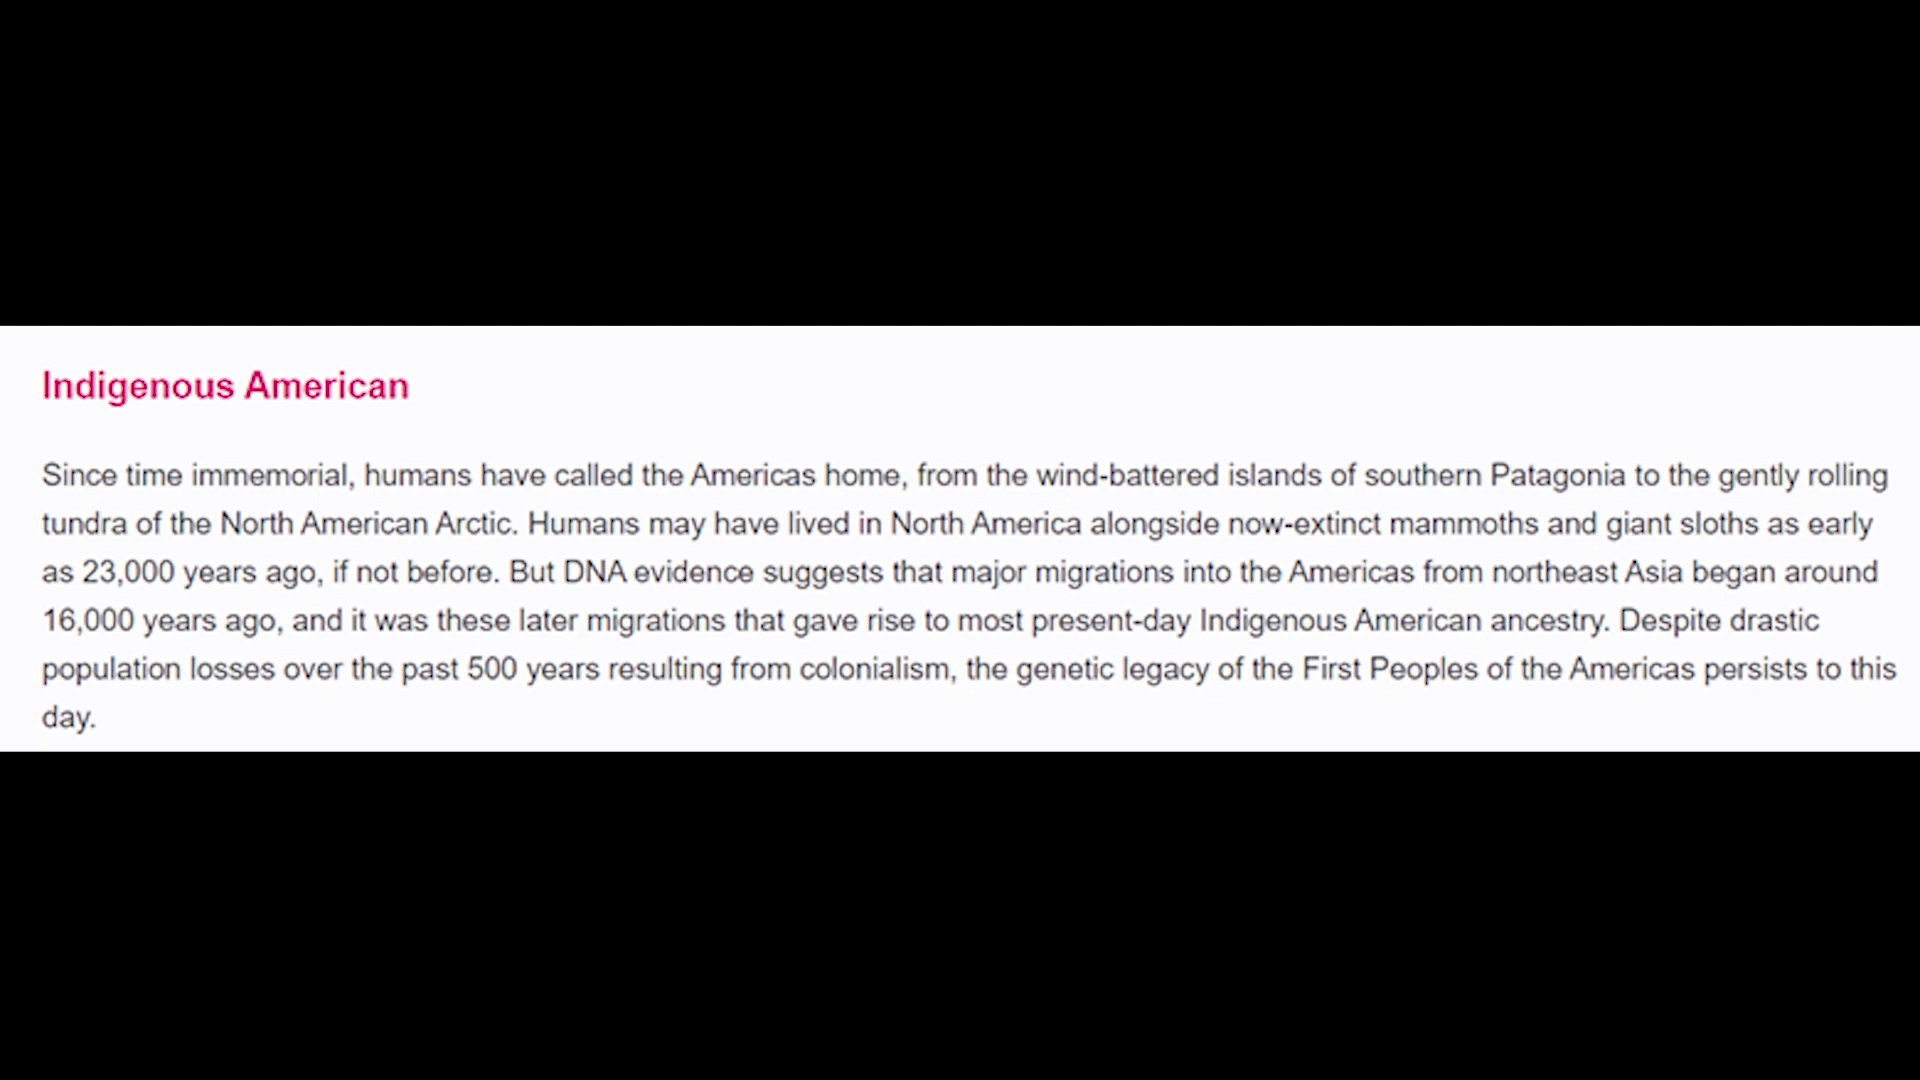 Indigenous American
Since time immemorial, humans have called the Americas home, from the wind-battered islands of southern Patagonia to the gently rolling
tundra of the North American Arctic. Humans may have lived in North America alongside now-extinct mammoths and giant sloths as early
as 23,000 years ago, if not before. But DNA evidence suggests that major migrations into the Americas from northeast Asia began around
16,000 years ago, and it was these later migrations that gave rise to most present-day Indigenous American ancestry. Despite drastic
population losses over the past 500 years resulting from colonialism, the genetic legacy of the First Peoples of the Americas persists to this
day.